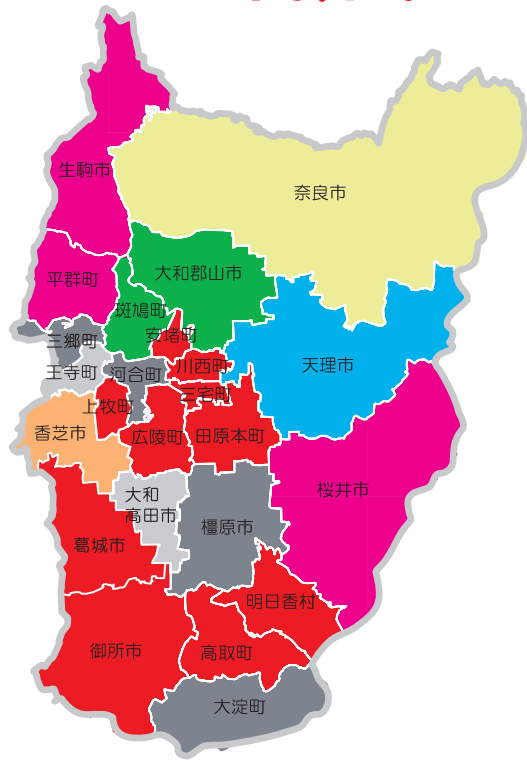 生駒市
奈良市
平群町
大和郡山市
斑鳩町
安堵町
三郷町
王寺町
河合町
川西町
天理市
三宅町
上牧町
香芝市
広陵町
田原本町
桜井市
大和
高田市
橿原市
葛城市
明日香村
御所市
高取町
大淀町